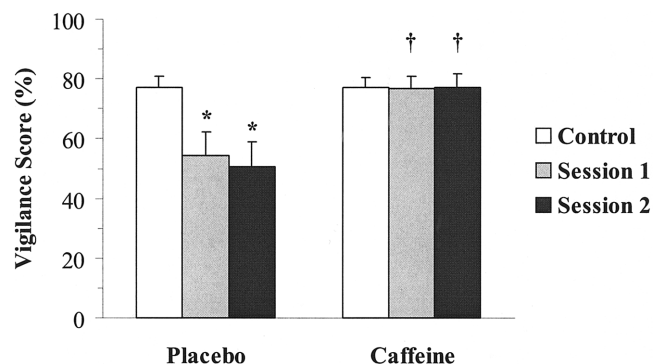 100
80
60
40
20
0
Vigilance Score (%)
* *
† †
Control
Session 1
Session 2
Placebo Caffeine